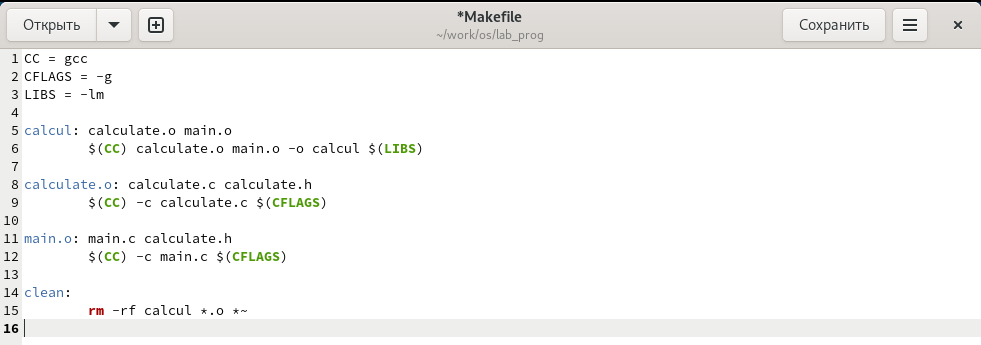 Открыть
*Makefile
~/work/os/lab_prog
Сохранить
1 CC = gcc
2 CFLAGS = -g
3 LIBS = -lm
4
5 calcul: calculate.o main.o
6 $(CC) calculate.o main.o -o calcul $(LIBS)
7
8 calculate.o: calculate.c calculate.h
9 $(CC) -c calculate.c $(CFLAGS)
10
11 main.o: main.c calculate.h
12 $(CC) -c main.c $(CFLAGS)
13
14 clean:
15 rm -rf calcul *.o *~
16